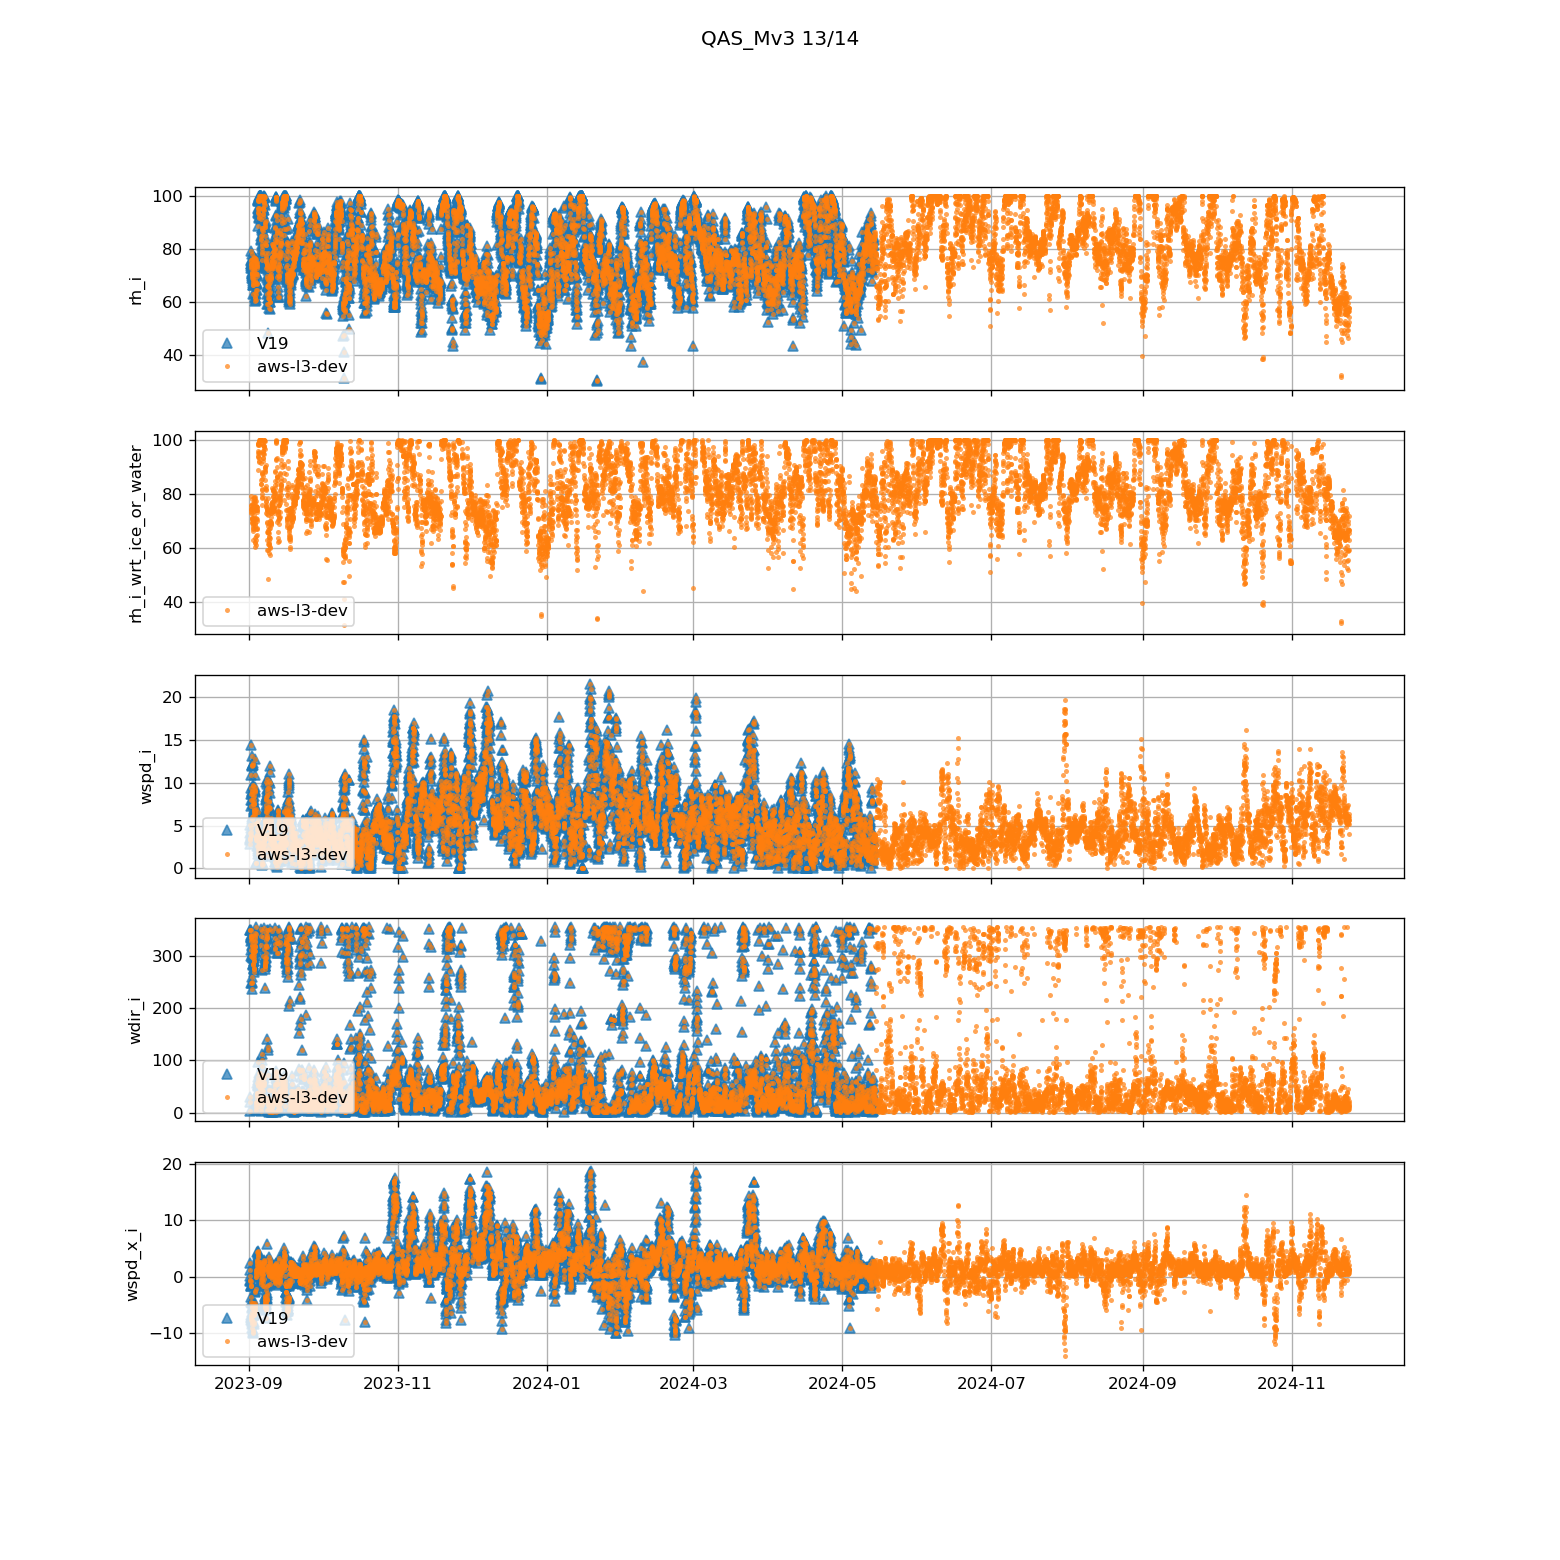 QAS_Mv3 13/14
100
80
60
40
rh_i
V19
aws-l3-dev
100
80
60
40
rh_i_wrt_ice_or_water
aws-l3-dev
20
15
10
5
0
wspd_i
V19
aws-l3-dev
300
200
100
0
wdir_i
V19
aws-l3-dev
20
10
0
−10
wspd_x_i
V19
aws-l3-dev
2023-09 2023-11 2024-01 2024-03 2024-05 2024-07 2024-09 2024-11